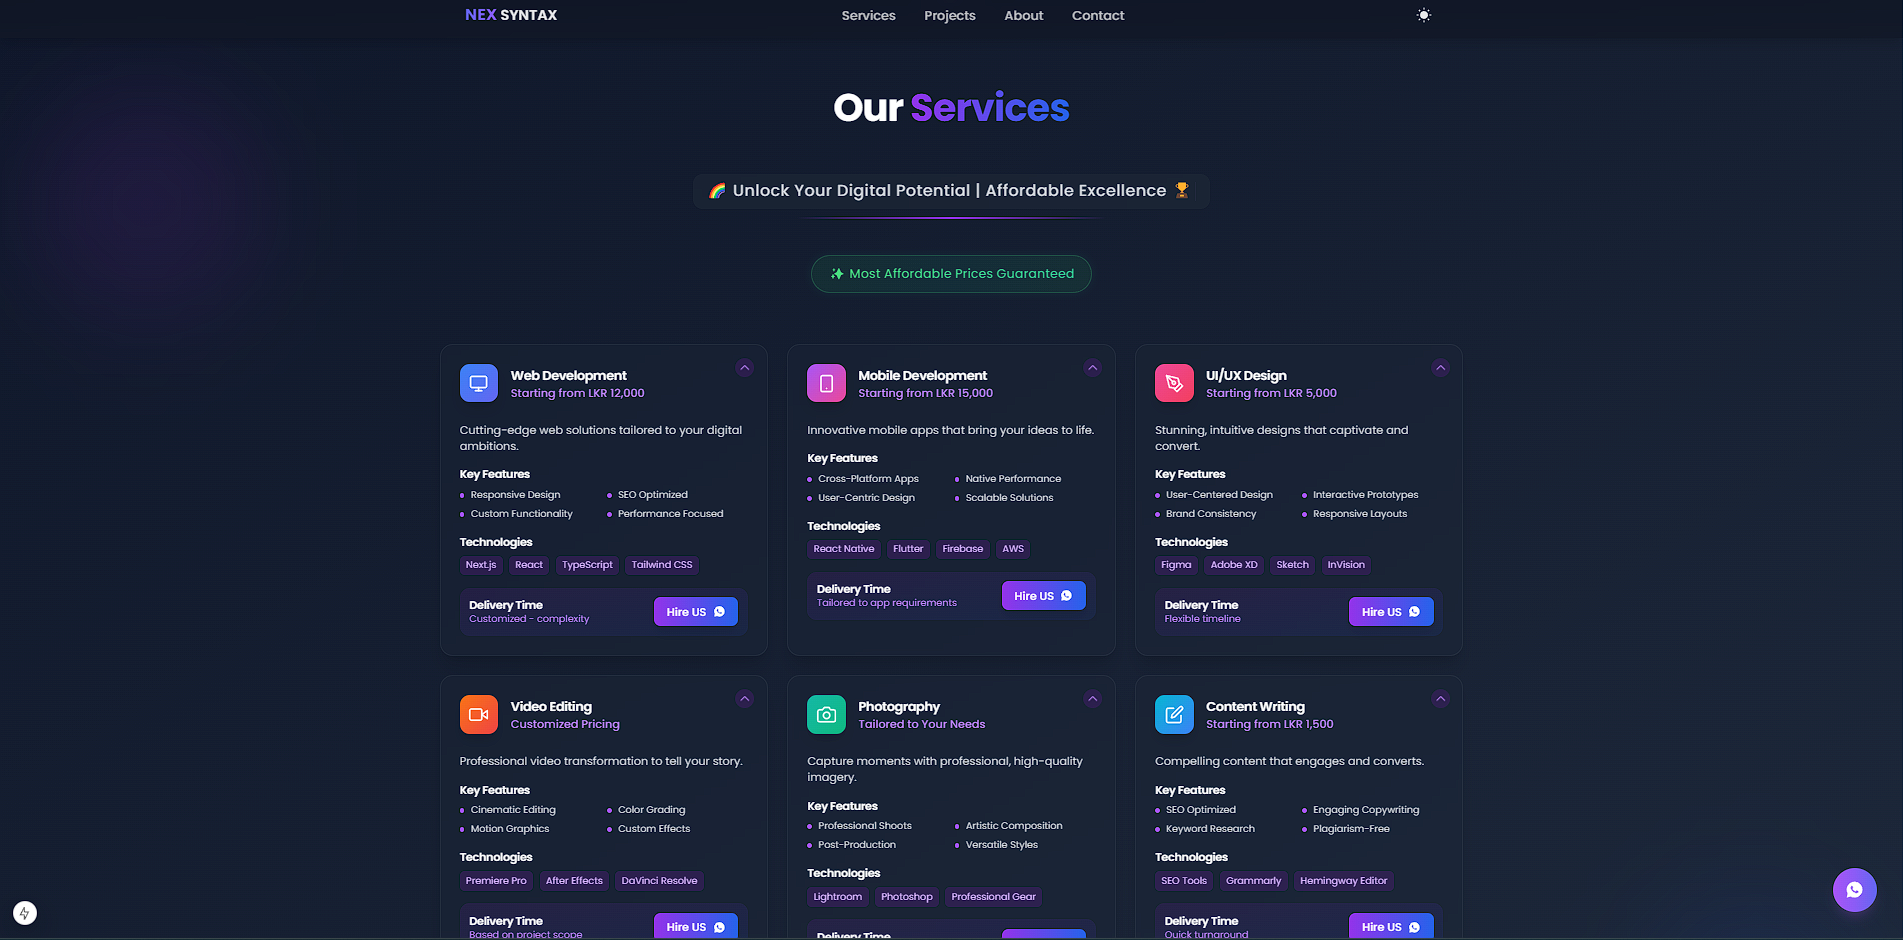 NEX SYNTAX
Services Projects About Contact
Our Services
🌈 Unlock Your Digital Potential | Affordable Excellence 🏆
✨ Most Affordable Prices Guaranteed
Web Development
Starting from LKR 12,000
Cutting-edge web solutions tailored to your digital
ambitions.
Key Features
Responsive Design
SEO Optimized
Custom Functionality
Performance Focused
Technologies
Next.js React TypeScript Tailwind CSS
Delivery Time
Customized - complexity
Hire US
Mobile Development
Starting from LKR 15,000
Innovative mobile apps that bring your ideas to life.
Key Features
Cross-Platform Apps
Native Performance
User-Centric Design
Scalable Solutions
Technologies
React Native Flutter Firebase AWS
Delivery Time
Tailored to app requirements
Hire US
UI/UX Design
Starting from LKR 5,000
Stunning, intuitive designs that captivate and
convert.
Key Features
User-Centered Design
Interactive Prototypes
Brand Consistency
Responsive Layouts
Technologies
Figma Adobe XD Sketch InVision
Delivery Time
Flexible timeline
Hire US
Video Editing
Customized Pricing
Professional video transformation to tell your story.
Key Features
Cinematic Editing
Color Grading
Motion Graphics
Custom Effects
Technologies
Premiere Pro After Effects DaVinci Resolve
Delivery Time
Based on project scope
Hire US
Photography
Tailored to Your Needs
Capture moments with professional, high-quality
imagery.
Key Features
Professional Shoots
Artistic Composition
Post-Production
Versatile Styles
Technologies
Lightroom Photoshop Professional Gear
Delivery Time
Content Writing
Starting from LKR 1,500
Compelling content that engages and converts.
Key Features
SEO Optimized
Engaging Copywriting
Keyword Research
Plagiarism-Free
Technologies
SEO Tools Grammarly Hemingway Editor
Delivery Time
Quick turnaround
Hire US